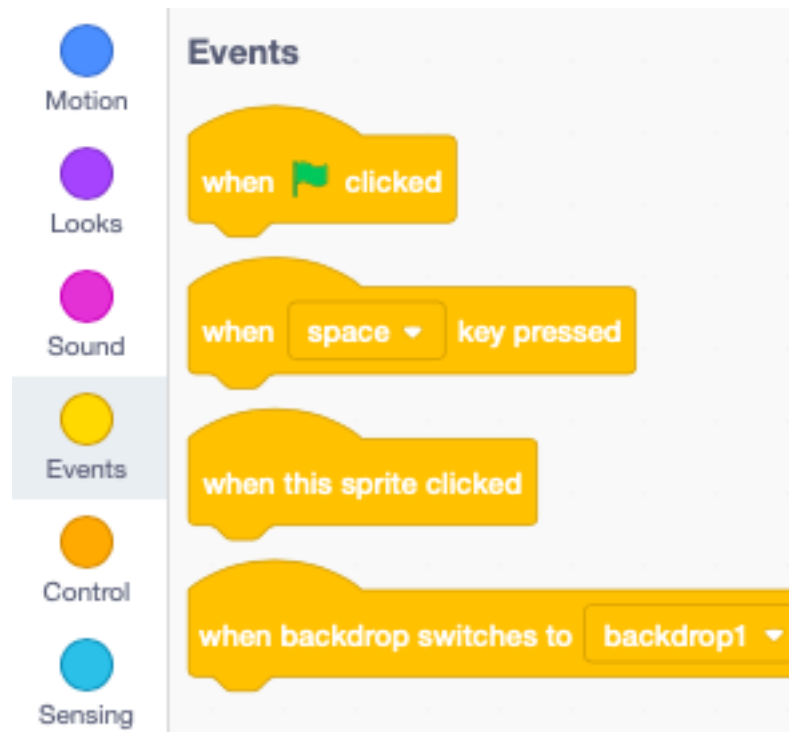 Motion
Looks
Sound
Events
Control
Sensing
Events
when clicked
when space key pressed
when this sprite clicked
when backdrop switches to backdrop1